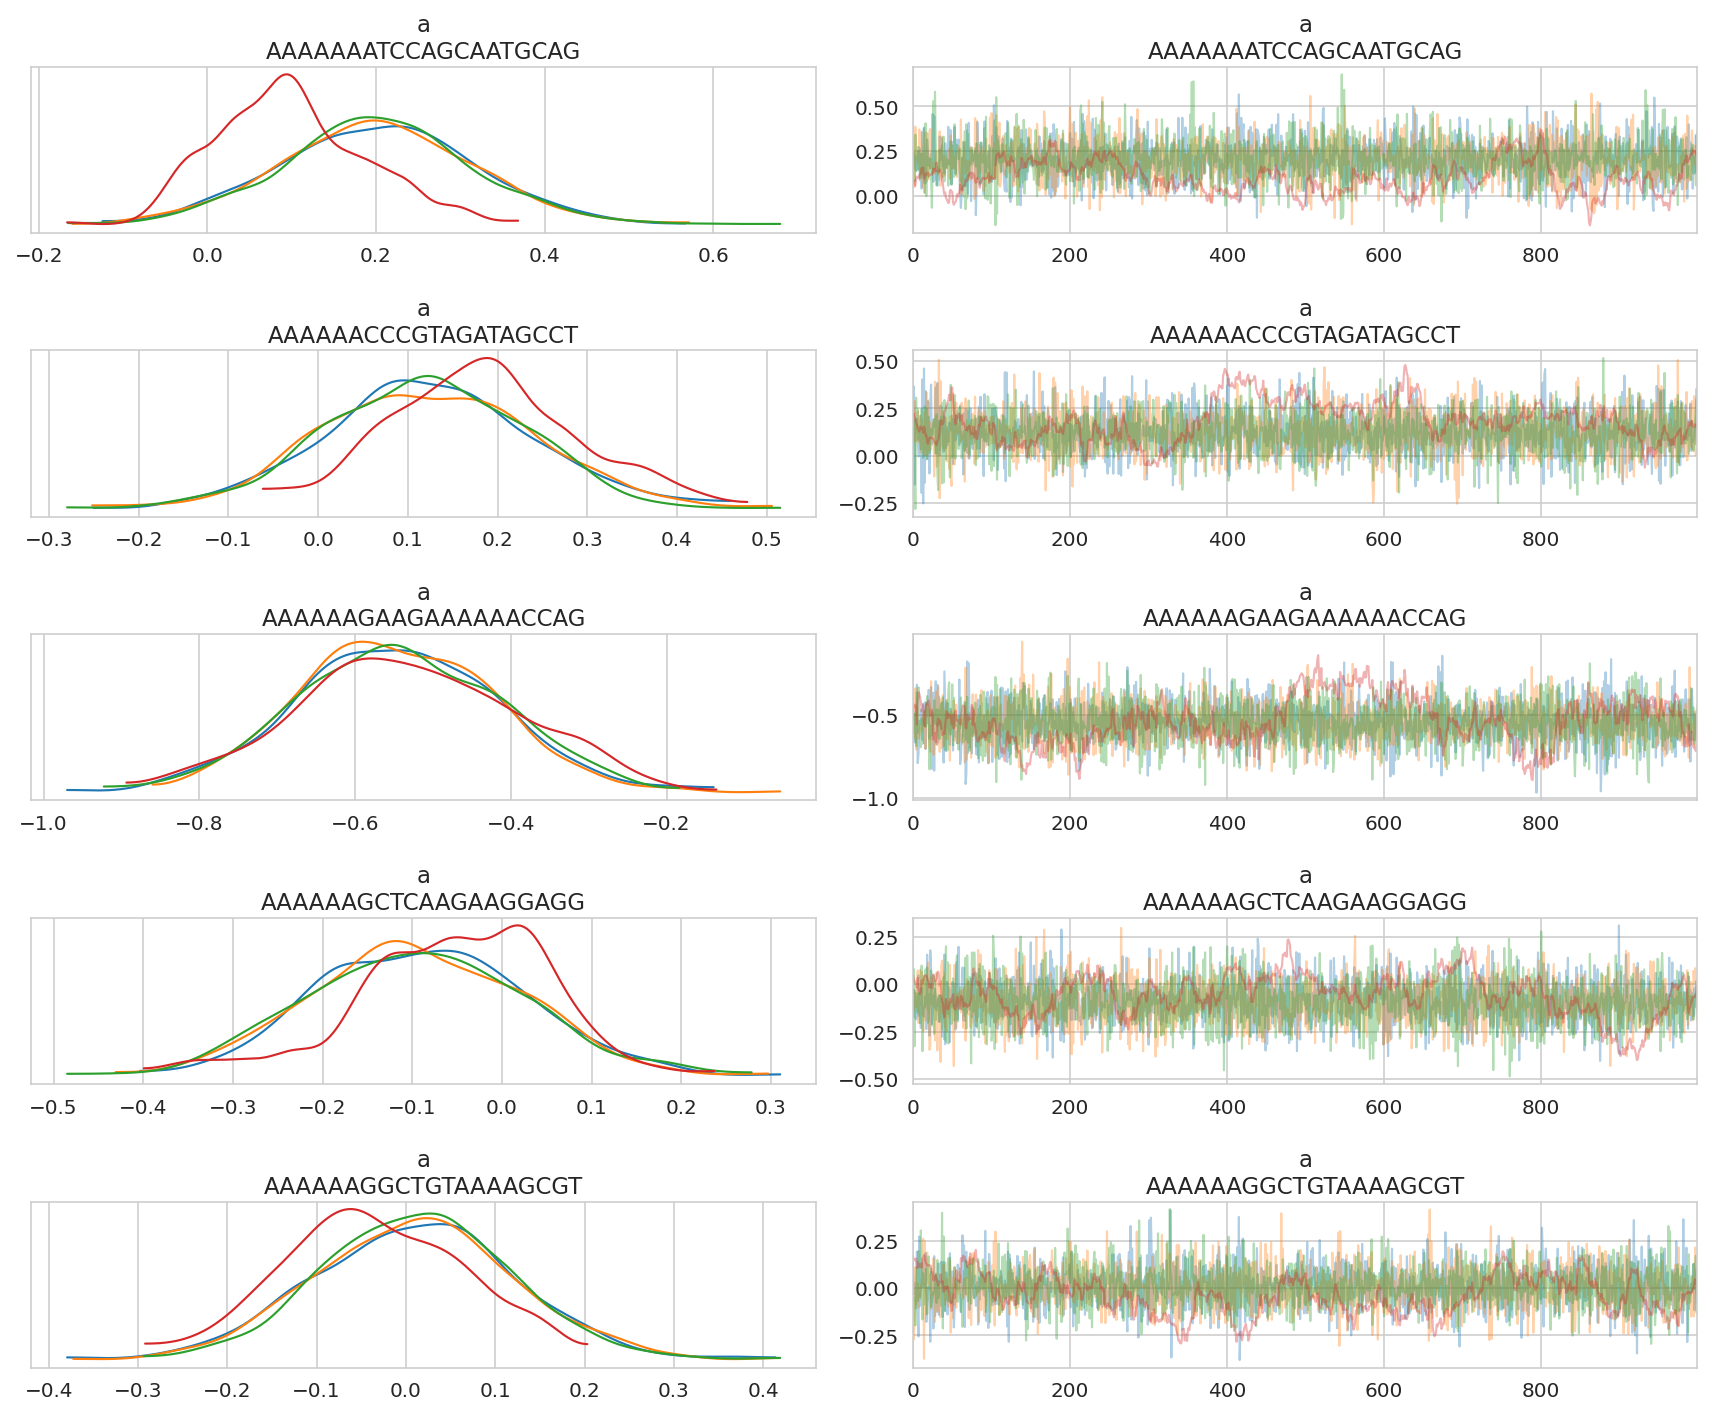 a
AAAAAAATCCAGCAATGCAG
−0.2 0.0 0.2 0.4 0.6
a
AAAAAAATCCAGCAATGCAG
0.50
0.25
0.00
0 200 400 600 800
a
AAAAAACCCGTAGATAGCCT
−0.3 −0.2 −0.1 0.0 0.1 0.2 0.3 0.4 0.5
a
AAAAAACCCGTAGATAGCCT
0.50
0.25
0.00
−0.25
0 200 400 600 800
a
AAAAAAGAAGAAAAAACCAG
−1.0 −0.8 −0.6 −0.4 −0.2
a
AAAAAAGAAGAAAAAACCAG
−0.5
−1.0
0 200 400 600 800
a
AAAAAAGCTCAAGAAGGAGG
−0.5 −0.4 −0.3 −0.2 −0.1 0.0 0.1 0.2 0.3
a
AAAAAAGCTCAAGAAGGAGG
0.25
0.00
−0.25
−0.50
0 200 400 600 800
a
AAAAAAGGCTGTAAAAGCGT
−0.4 −0.3 −0.2 −0.1 0.0 0.1 0.2 0.3 0.4
a
AAAAAAGGCTGTAAAAGCGT
0.25
0.00
−0.25
0 200 400 600 800